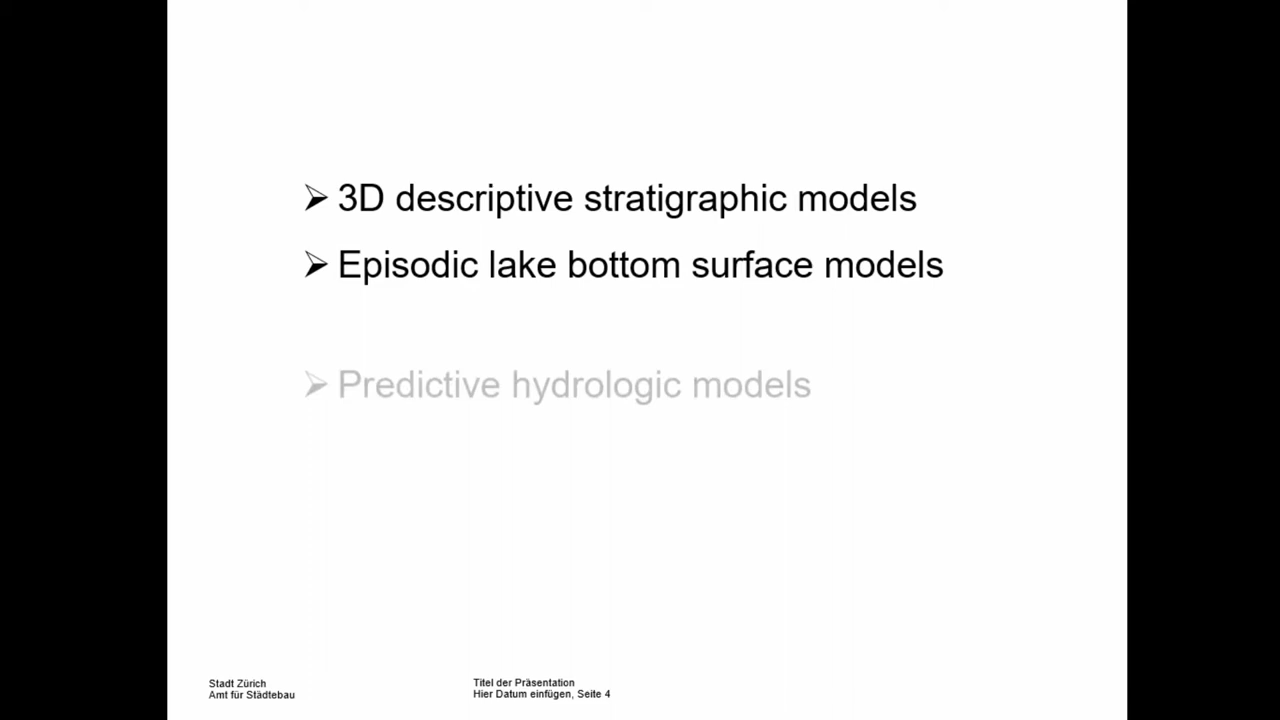 ➢ 3D descriptive stratigraphic models
➢ Episodic lake bottom surface models
➢ Predictive hydrologic models
Stadt Zürich
Amt für Städtebau
Titel der Präsentation
Hier Datum einfügen, Seite 4